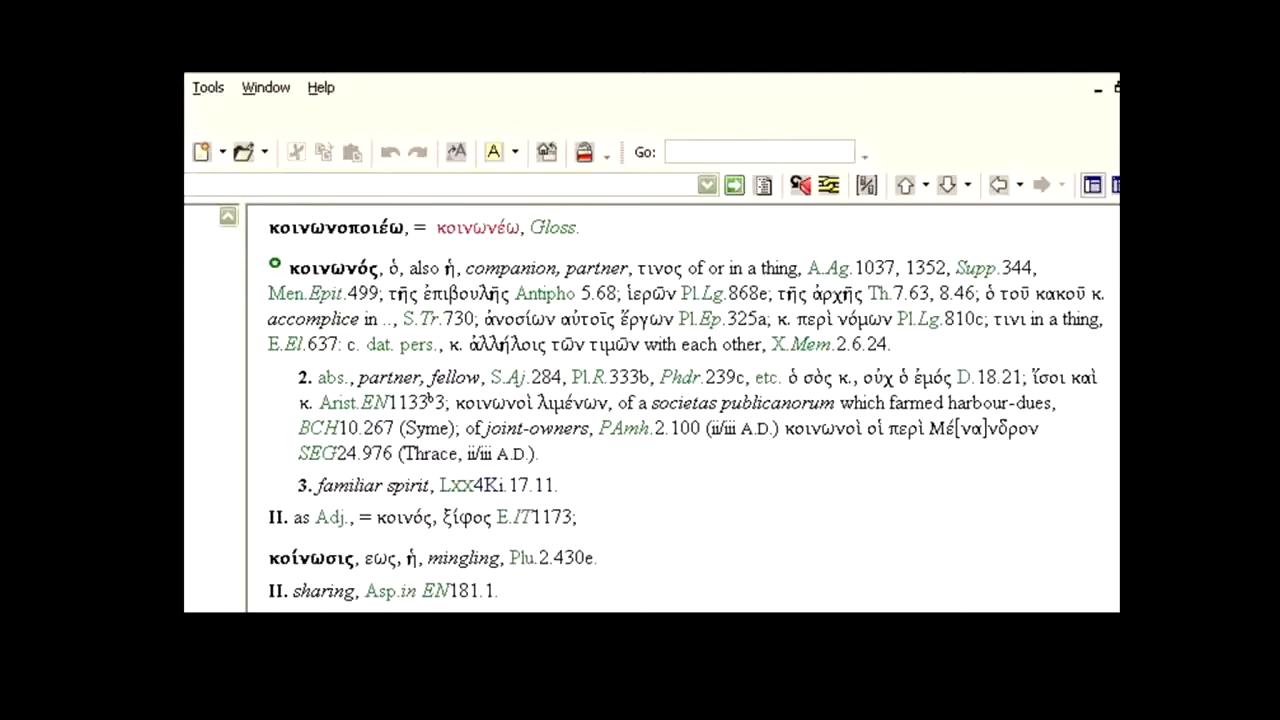 Tools Window Help
Go:
κοινωνοποιέω, = κοινωνέω, Gloss.
κοινωνός, ὁ, also ἡ, companion, partner, τινος of or in a thing, A.Ag.1037, 1352, Supp.344,
Men.Epit.499; τῆς ἐπιβουλῆς Antipho 5.68; ἱερῶν Pl.Lg.868e; τῆς ἀρχῆς Th.7.63, 8.46; ὁ τοῦ κακοῦ κ.
accomplice in .., S.Tr.730; ἀνοσίων αὐτοῖς ἔργων Pl.Ep.325a; κ. περὶ νόμων Pl.Lg.810c; τινι in a thing,
E.El.637: c. dat. pers., κ. ἀλλήλοις τῶν τιμῶν with each other, X.Mem.2.6.24.
2. abs., partner, fellow, S.Aj.284, Pl.R.333b, Phdr.239c, etc. ὁ σὸς κ., οὐχ ὁ ἐμός D.18.21; ἴσοι καὶ
κ. Arist.EN1133ᵇ3; κοινωνοὶ λιμένων, of a societas publicanorum which farmed harbour-dues,
BCH10.267 (Syme); of joint-owners, PAmh.2.100 (ii/iii A.D.) κοινωνοὶ οἱ περὶ Μέ[να]νδρον
SEG24.976 (Thrace, ii/iii A.D.).
3. familiar spirit, Lxx4Ki.17.11.
II. as Adj., = κοινός, ξίφος E.IT1173;
κοίνωσις, εως, ἡ, mingling, Plu.2.430e.
II. sharing, Asp.in EN181.1.